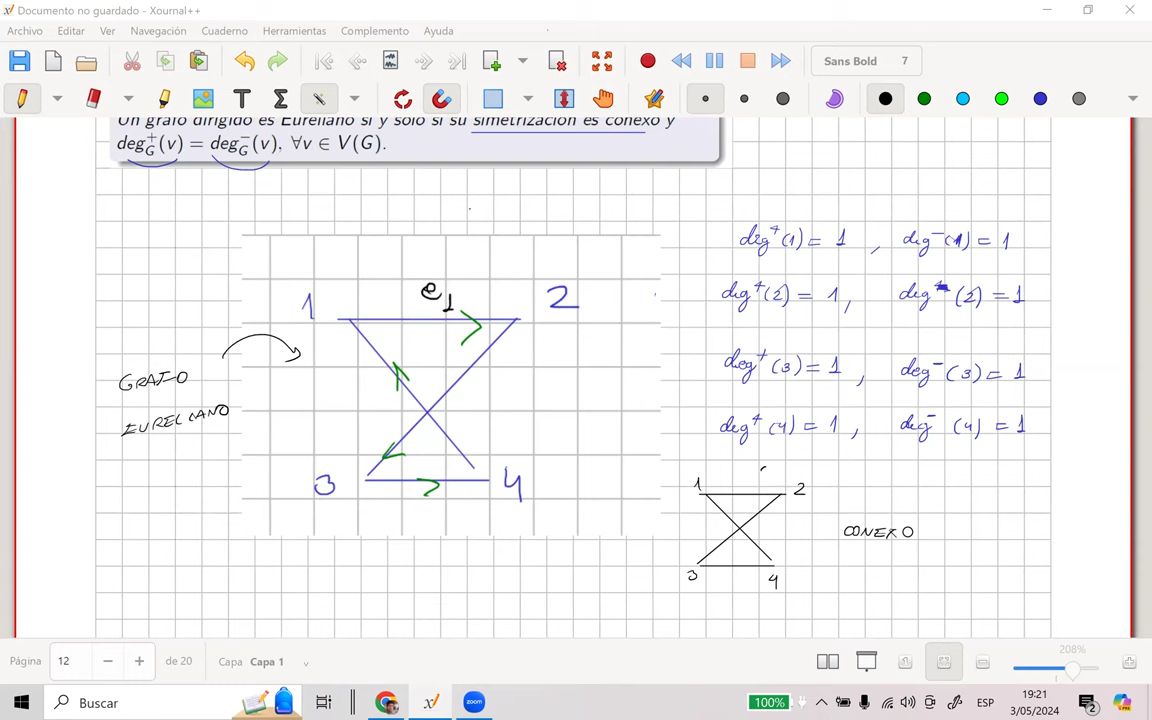 Documento no guardado - Xournal++
Archivo Editar Ver Navegación Cuaderno Herramientas Complemento Ayuda
Sans Bold 7
Un grafo dirigido es Eureliano si y solo si su simetrización es conexo y
deg⁺_G(v) = deg⁻_G(v), ∀v ∈ V(G).
deg⁺(1) = 1 , deg⁻(1) = 1
1 e₁ 2
deg⁺(2) = 1, deg⁻(2) = 1
deg⁺(3) = 1 , deg⁻(3) = 1
GRAFO
EURELIANO
deg⁺(4) = 1 , deg⁻(4) = 1
3 4
1 2
CONEXO
3 4
Página 12 de 20 Capa Capa 1
208%
Buscar
zoom
100%
ESP
19:21
3/05/2024
2